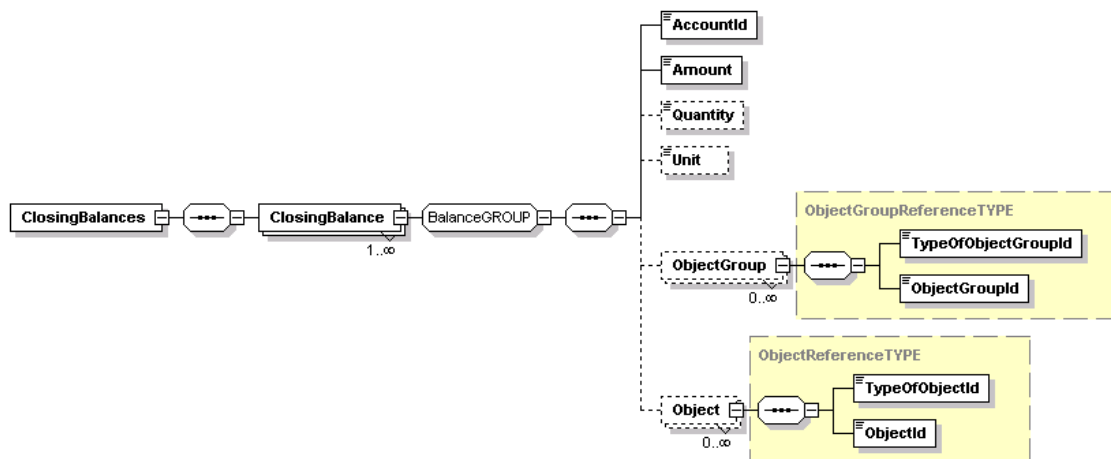 AccountId
Amount
Quantity
Unit
ClosingBalances
ClosingBalance
1..∞
BalanceGROUP
ObjectGroupReferenceTYPE
ObjectGroup
0..∞
TypeOfObjectGroupId
ObjectGroupId
ObjectReferenceTYPE
Object
0..∞
TypeOfObjectId
ObjectId